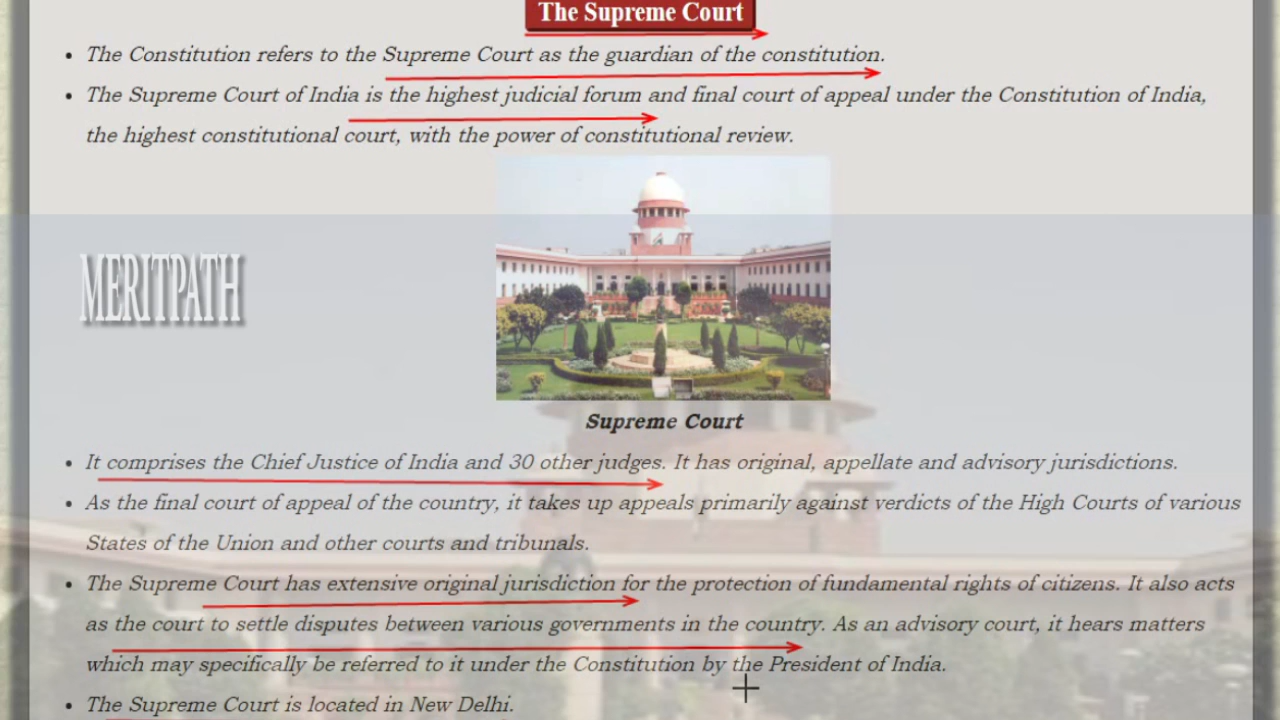 The Supreme Court
• The Constitution refers to the Supreme Court as the guardian of the constitution.
• The Supreme Court of India is the highest judicial forum and final court of appeal under the Constitution of India,
the highest constitutional court, with the power of constitutional review.
MERITPATH
Supreme Court
• It comprises the Chief Justice of India and 30 other judges. It has original, appellate and advisory jurisdictions.
• As the final court of appeal of the country, it takes up appeals primarily against verdicts of the High Courts of various
States of the Union and other courts and tribunals.
• The Supreme Court has extensive original jurisdiction for the protection of fundamental rights of citizens. It also acts
as the court to settle disputes between various governments in the country. As an advisory court, it hears matters
which may specifically be referred to it under the Constitution by the President of India.
• The Supreme Court is located in New Delhi.